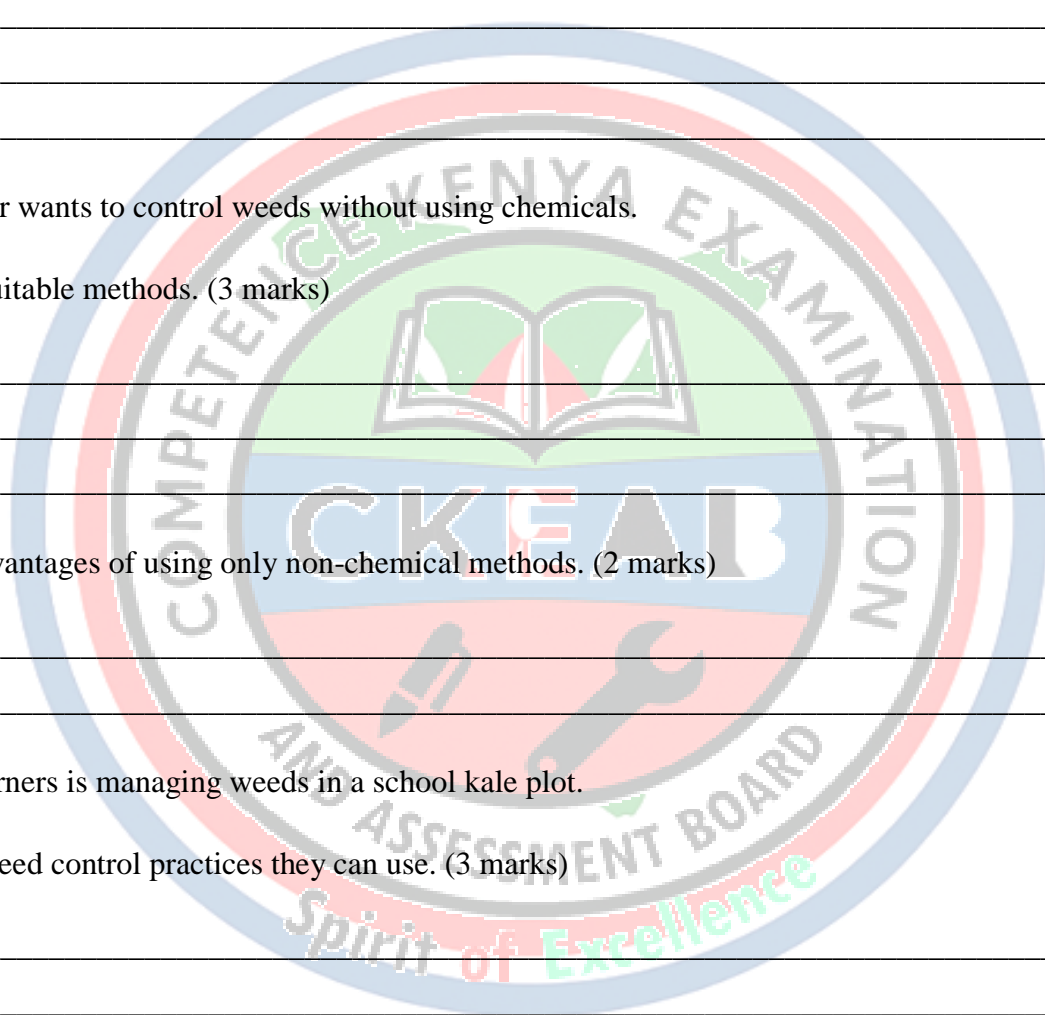 r wants to control weeds without using chemicals.
uitable methods. (3 marks)
vantages of using only non-chemical methods. (2 marks)
rners is managing weeds in a school kale plot.
eed control practices they can use. (3 marks)
COMPETENCE KENYA EXAMINATION
CKEAB
AND ASSESSMENT BOARD
Spirit of Excellence